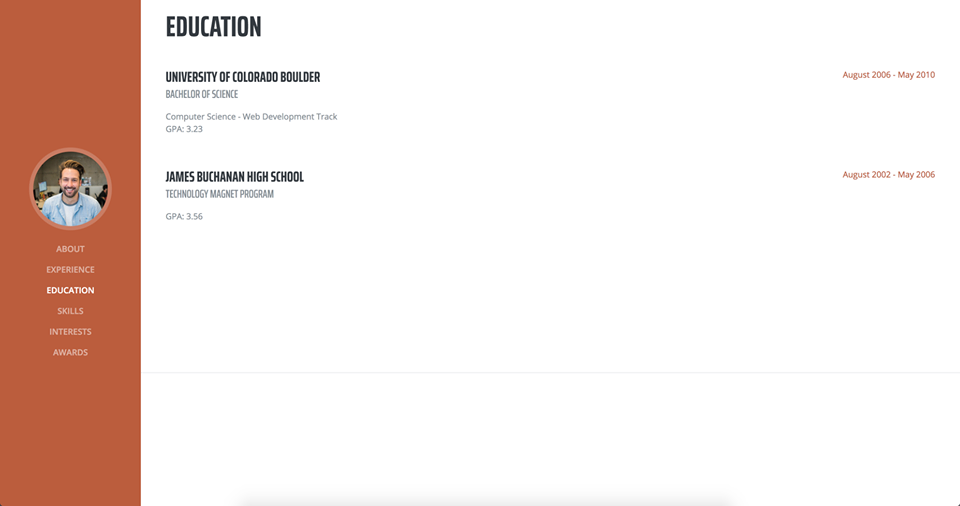 EDUCATION
UNIVERSITY OF COLORADO BOULDER
August 2006 - May 2010
BACHELOR OF SCIENCE
Computer Science - Web Development Track
GPA: 3.23
JAMES BUCHANAN HIGH SCHOOL
August 2002 - May 2006
TECHNOLOGY MAGNET PROGRAM
GPA: 3.56
ABOUT
EXPERIENCE
EDUCATION
SKILLS
INTERESTS
AWARDS